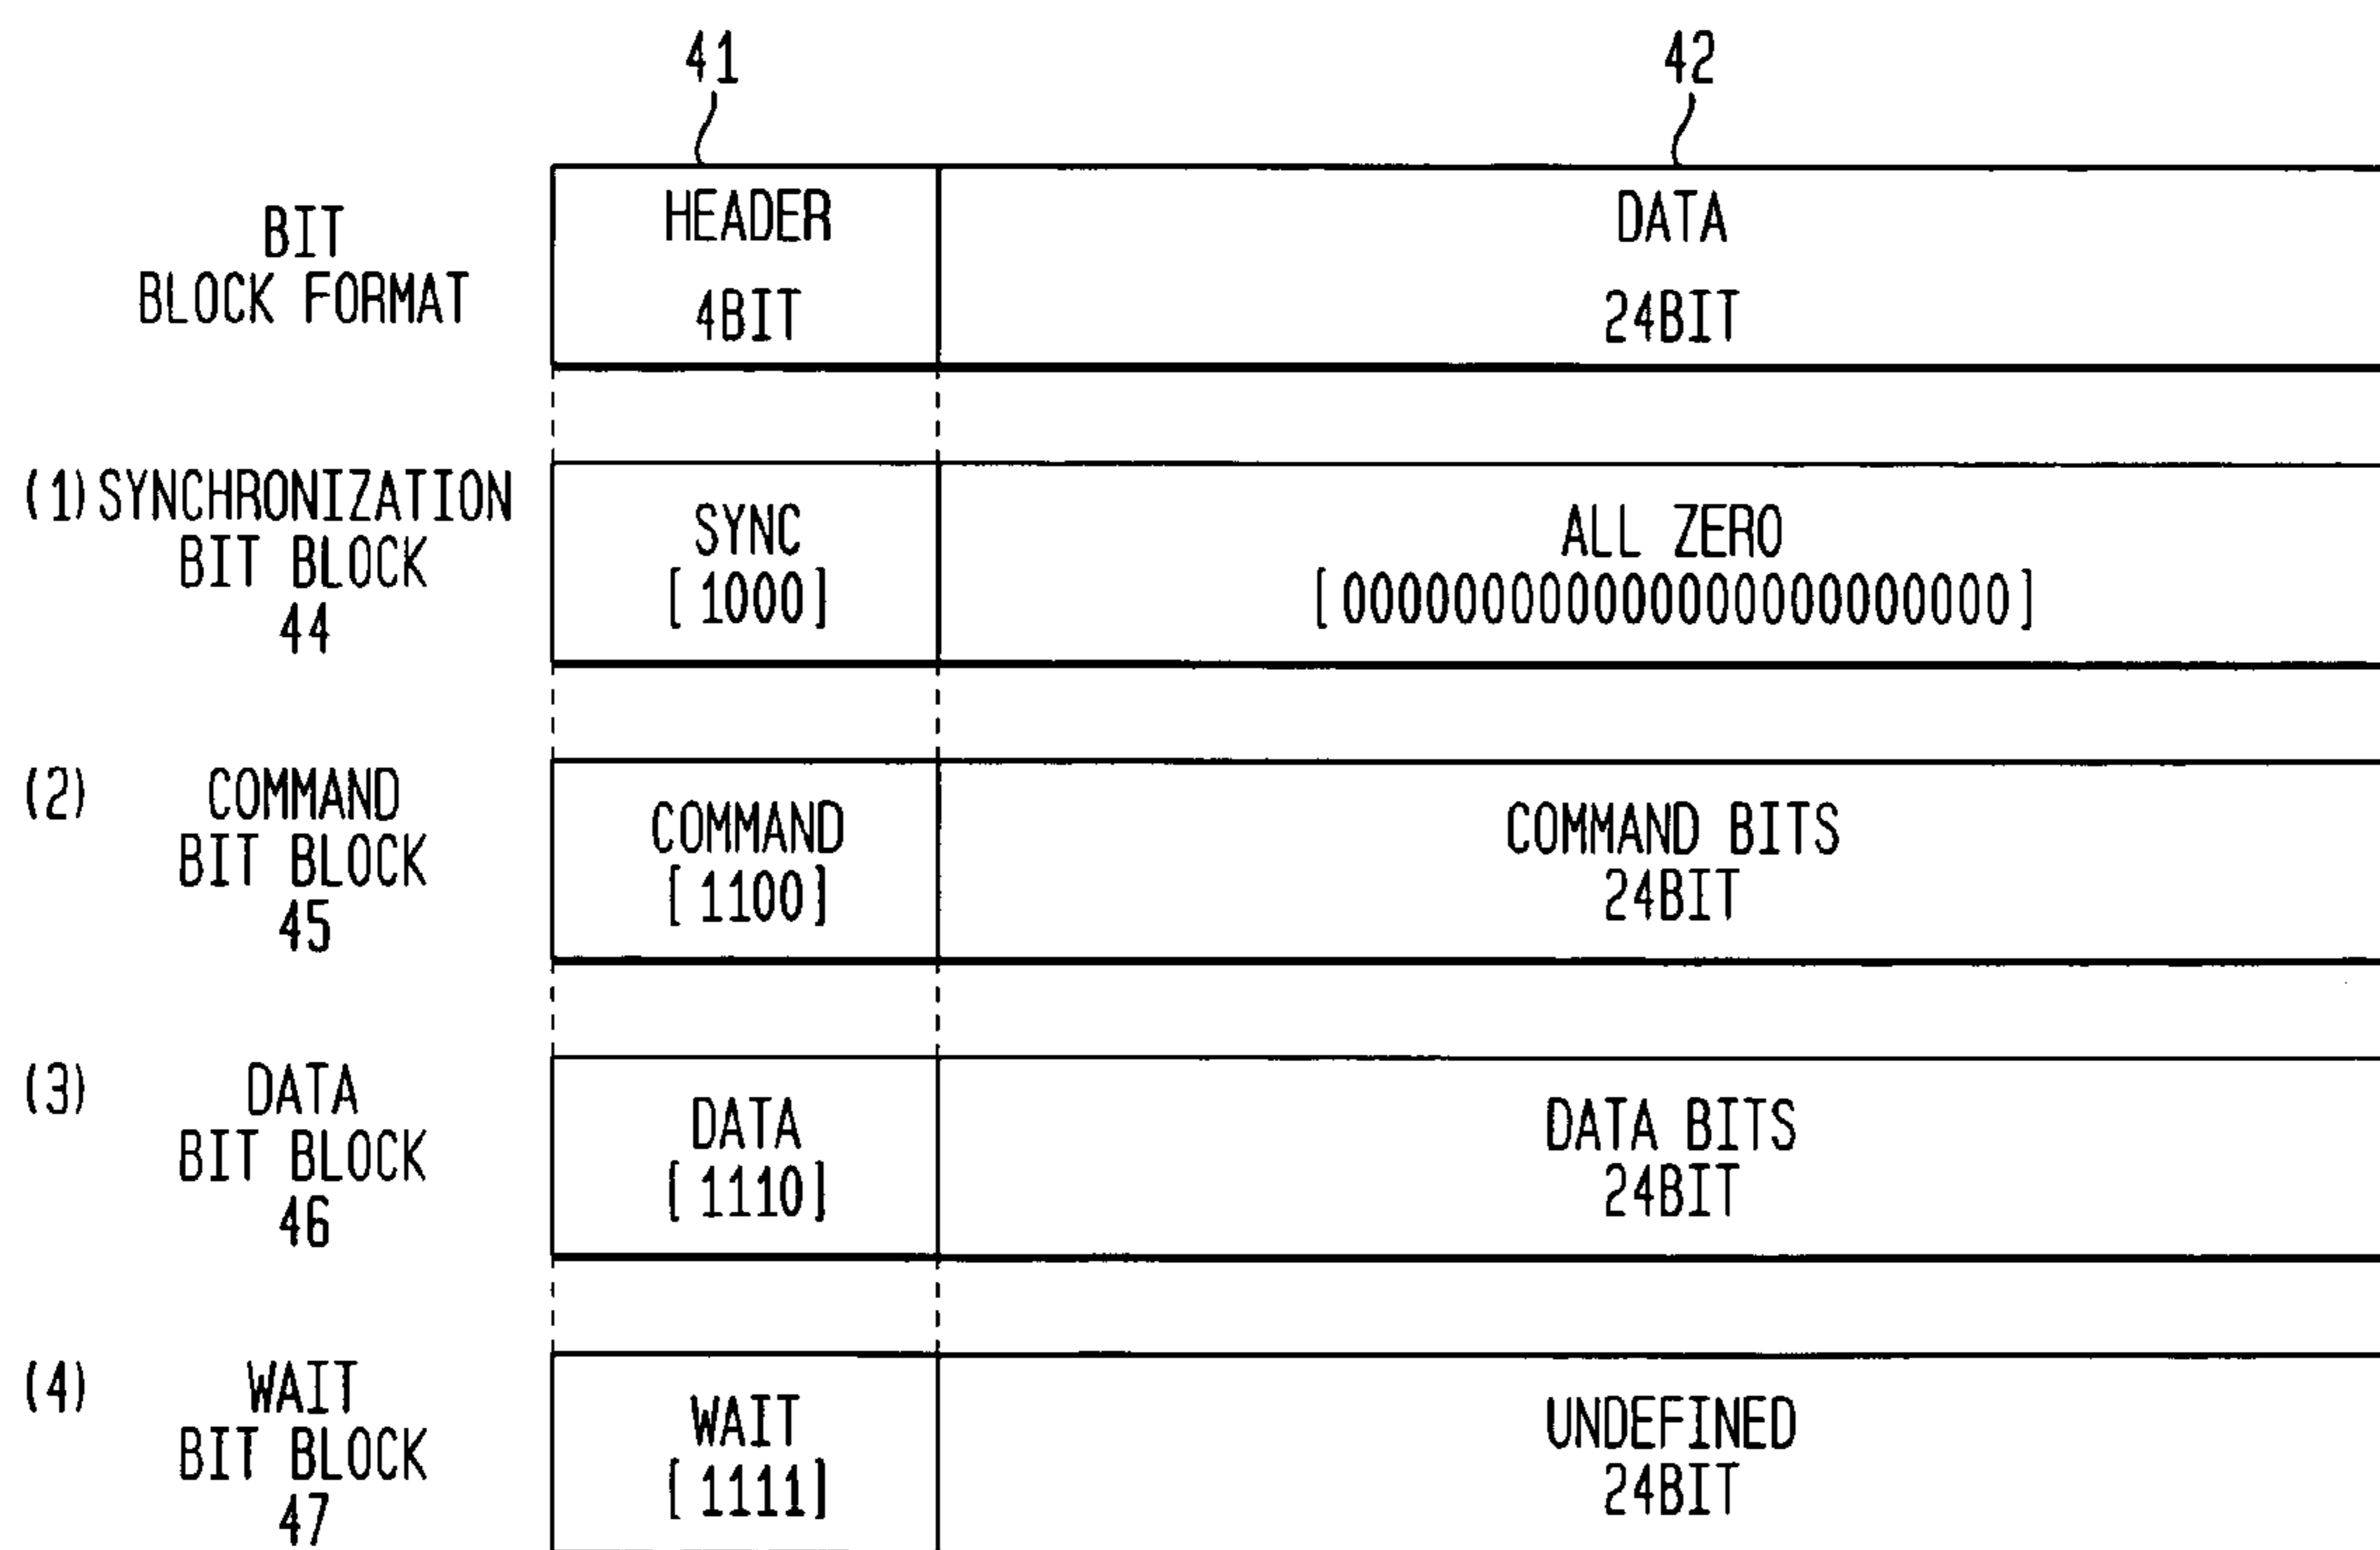 41
42
BIT
BLOCK FORMAT
HEADER
4BIT
DATA
24BIT
(1) SYNCHRONIZATION
BIT BLOCK
44
SYNC
[1000]
ALL ZERO
[000000000000000000000000]
(2) COMMAND
BIT BLOCK
45
COMMAND
[1100]
COMMAND BITS
24BIT
(3) DATA
BIT BLOCK
46
DATA
[1110]
DATA BITS
24BIT
(4) WAIT
BIT BLOCK
47
WAIT
[1111]
UNDEFINED
24BIT